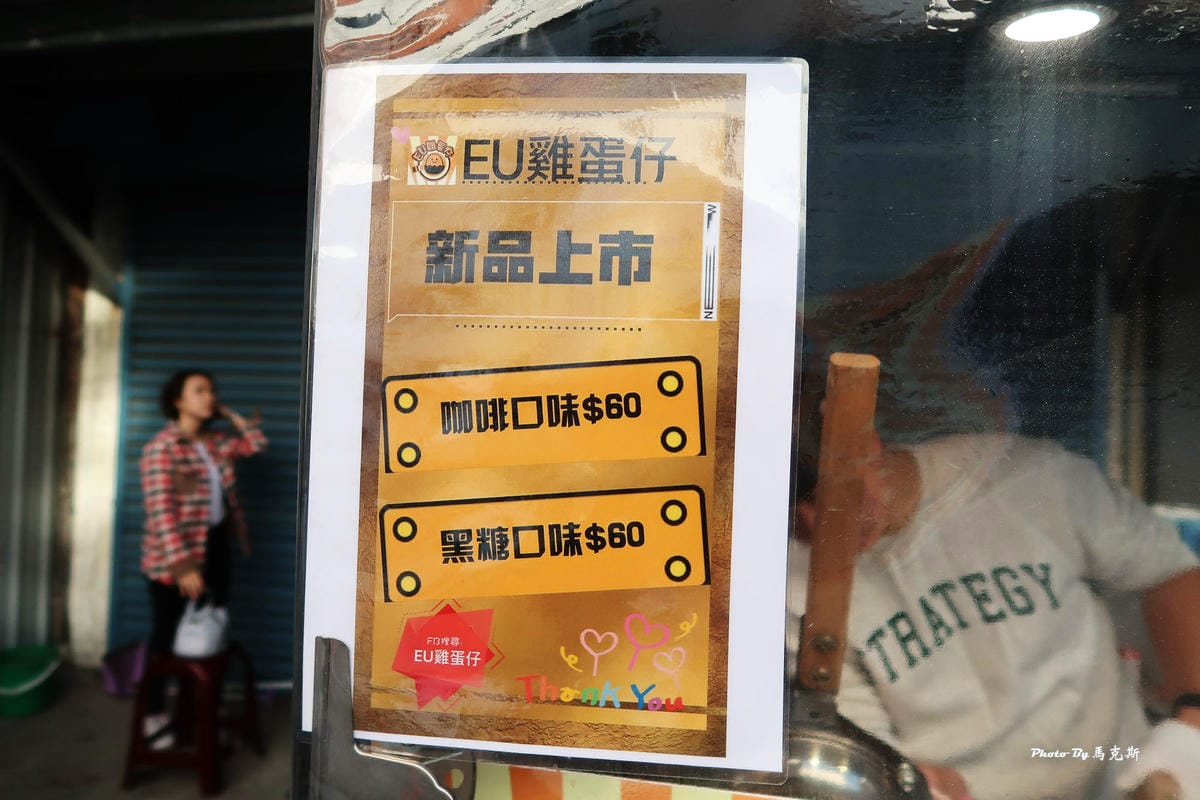 EU雞蛋仔
新品上市
NEW
咖啡口味$60
黑糖口味$60
FB搜尋:
EU雞蛋仔
Thank You
TRATEGY
Photo By 馬克斯